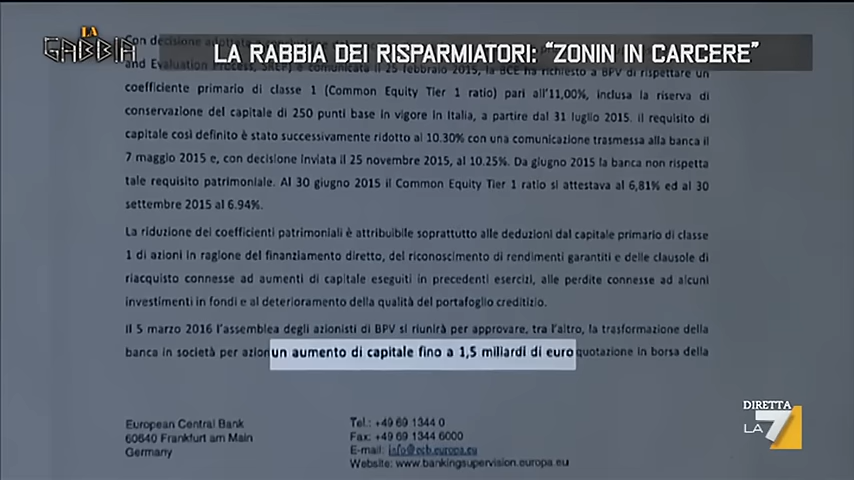 LA
GABBIA
LA RABBIA DEI RISPARMIATORI: “ZONIN IN CARCERE”
Con decisione adottata
and Evaluation Process, SREP) e comunicata il 25 febbraio 2015, la BCE ha richiesto a BPV di rispettare un
coefficiente primario di classe 1 (Common Equity Tier 1 ratio) pari all’11,00%, inclusa la riserva di
conservazione del capitale di 250 punti base in vigore in Italia, a partire dal 31 luglio 2015. Il requisito di
capitale così definito è stato successivamente ridotto al 10.30% con una comunicazione trasmessa alla banca il
7 maggio 2015 e, con decisione inviata il 25 novembre 2015, al 10.25%. Da giugno 2015 la banca non rispetta
tale requisito patrimoniale. Al 30 giugno 2015 il Common Equity Tier 1 ratio si attestava al 6,81% ed al 30
settembre 2015 al 6.94%.
La riduzione dei coefficienti patrimoniali è attribuibile soprattutto alle deduzioni dal capitale primario di classe
1 di azioni in ragione del finanziamento diretto, del riconoscimento di rendimenti garantiti e delle clausole di
riacquisto connesse ad aumenti di capitale eseguiti in precedenti esercizi, alle perdite connesse ad alcuni
investimenti in fondi e al deterioramento della qualità del portafoglio creditizio.
Il 5 marzo 2016 l’assemblea degli azionisti di BPV si riunirà per approvare, tra l’altro, la trasformazione della
banca in società per azion un aumento di capitale fino a 1,5 miliardi di euro quotazione in borsa della
European Central Bank
60640 Frankfurt am Main
Germany
Tel.: +49 69 1344 0
Fax: +49 69 1344 6000
E-mail: info@ecb.europa.eu
Website: www.bankingsupervision.europa.eu
DIRETTA
LA7